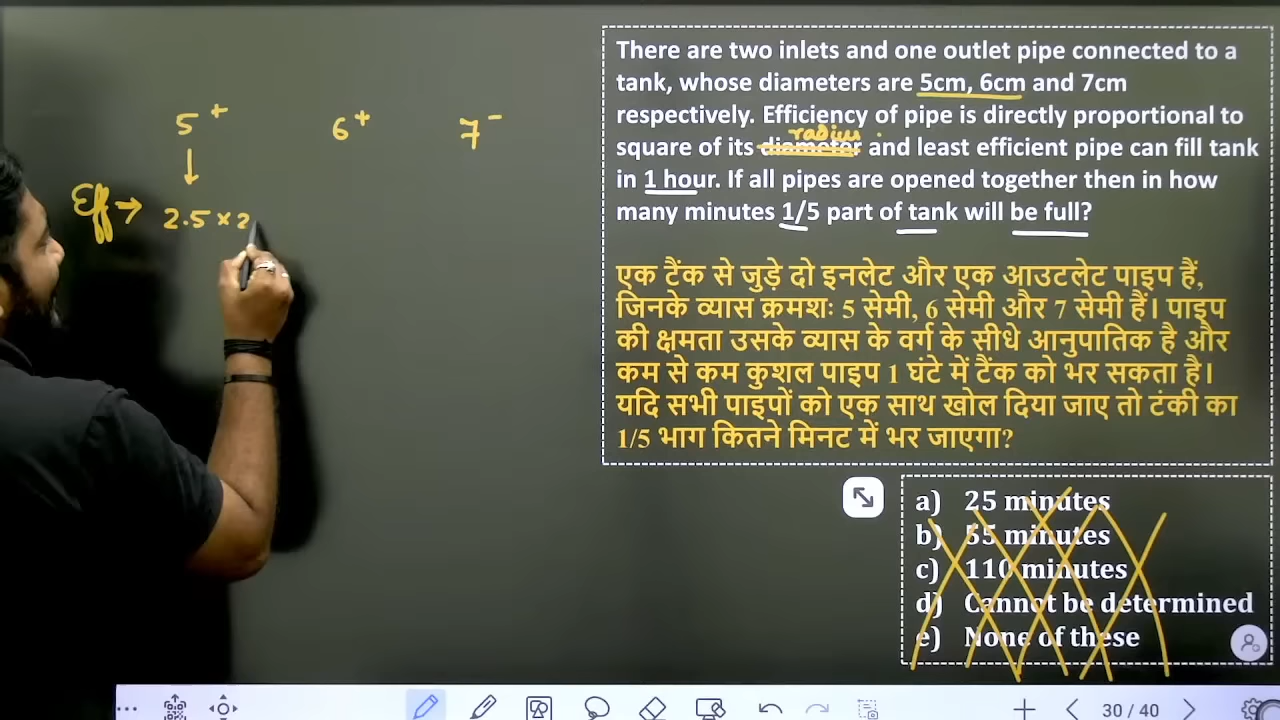 There are two inlets and one outlet pipe connected to a
tank, whose diameters are 5cm, 6cm and 7cm
respectively. Efficiency of pipe is directly proportional to
radius
square of its diameter and least efficient pipe can fill tank
in 1 hour. If all pipes are opened together then in how
many minutes 1/5 part of tank will be full?
एक टैंक से जुड़े दो इनलेट और एक आउटलेट पाइप हैं,
जिनके व्यास क्रमशः 5 सेमी, 6 सेमी और 7 सेमी हैं। पाइप
की क्षमता उसके व्यास के वर्ग के सीधे आनुपातिक है और
कम से कम कुशल पाइप 1 घंटे में टैंक को भर सकता है।
यदि सभी पाइपों को एक साथ खोल दिया जाए तो टंकी का
1/5 भाग कितने मिनट में भर जाएगा?
5+ 6+ 7-
Eff → 2.5 × 2
a) 25 minutes
b) 55 minutes
c) 110 minutes
d) Cannot be determined
e) None of these
30 / 40